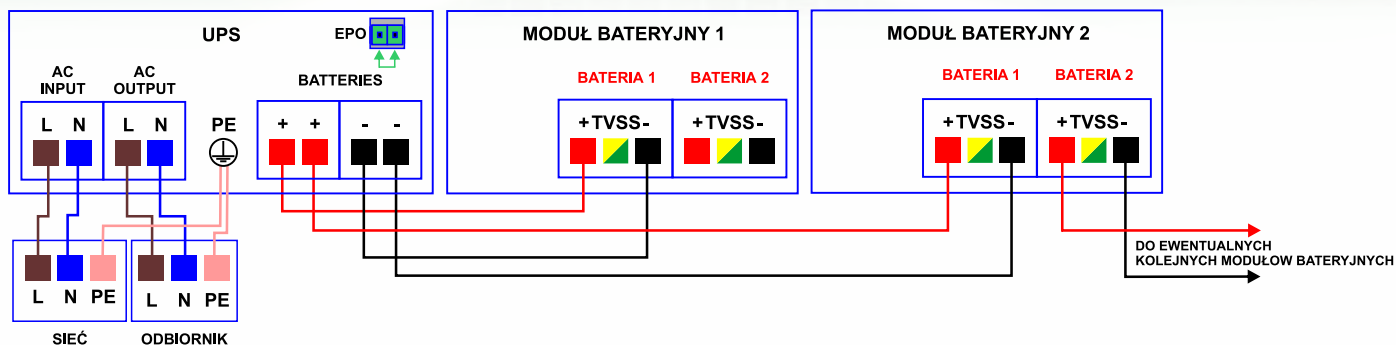 UPS
EPO
MODUŁ BATERYJNY 1
MODUŁ BATERYJNY 2
AC
INPUT
AC
OUTPUT
BATTERIES
BATERIA 1
BATERIA 2
BATERIA 1
BATERIA 2
L N
L N
PE
+ +
- -
+TVSS-
+TVSS-
+TVSS-
+TVSS-
DO EWENTUALNYCH
KOLEJNYCH MODUŁOW BATERYJNYCH
L N PE
L N PE
SIEĆ
ODBIORNIK